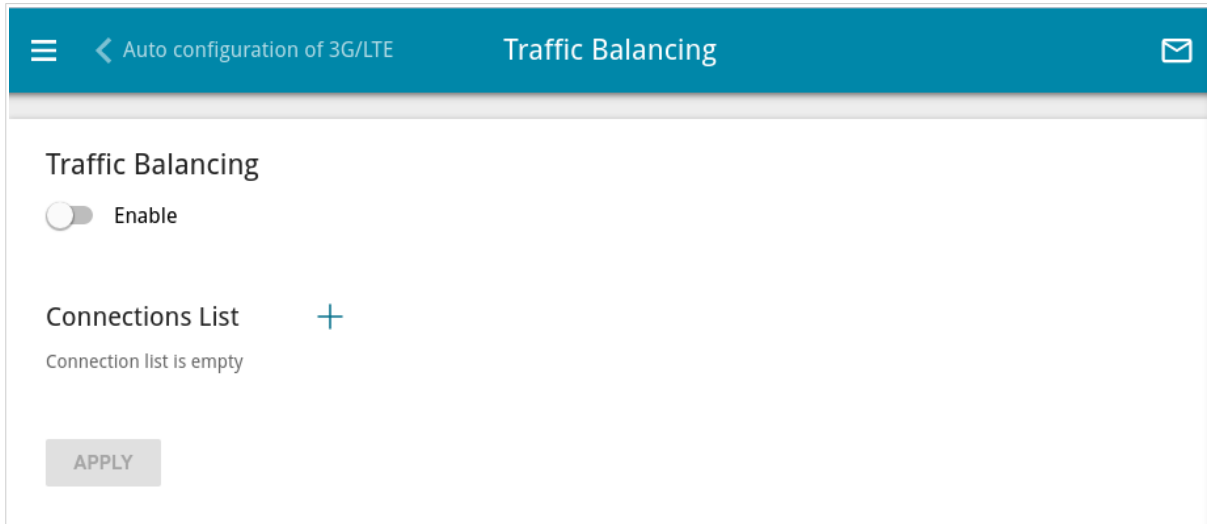 Auto configuration of 3G/LTE
Traffic Balancing
Traffic Balancing
Enable
Connections List
Connection list is empty
APPLY